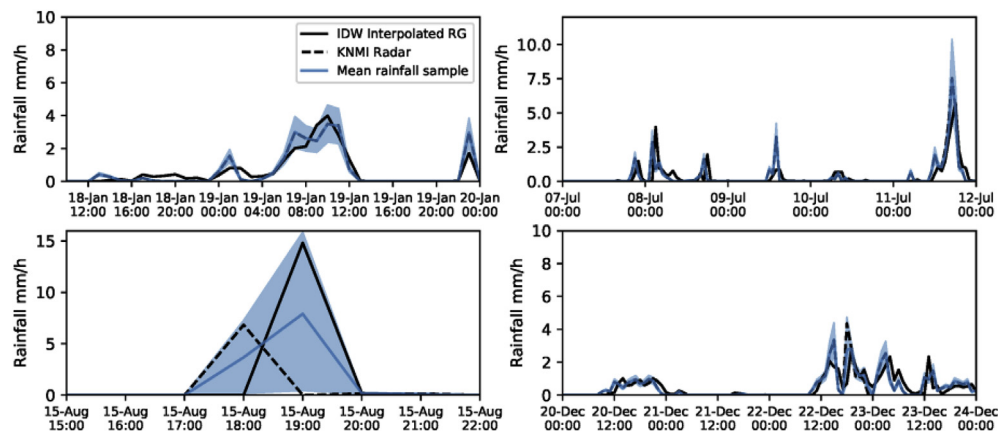 10
8
6
4
2
0
Rainfall mm/h
IDW Interpolated RG
KNMI Radar
Mean rainfall sample
18-Jan 18-Jan 18-Jan 19-Jan 19-Jan 19-Jan 19-Jan 19-Jan 19-Jan 20-Jan
12:00 16:00 20:00 00:00 04:00 08:00 12:00 16:00 20:00 00:00
10.0
7.5
5.0
2.5
0.0
Rainfall mm/h
07-Jul 08-Jul 09-Jul 10-Jul 11-Jul 12-Jul
00:00 00:00 00:00 00:00 00:00 00:00
15
10
5
0
Rainfall mm/h
15-Aug 15-Aug 15-Aug 15-Aug 15-Aug 15-Aug 15-Aug 15-Aug
15:00 16:00 17:00 18:00 19:00 20:00 21:00 22:00
10
8
6
4
2
0
Rainfall mm/h
20-Dec 20-Dec 21-Dec 21-Dec 22-Dec 22-Dec 23-Dec 23-Dec 24-Dec
00:00 12:00 00:00 12:00 00:00 12:00 00:00 12:00 00:00